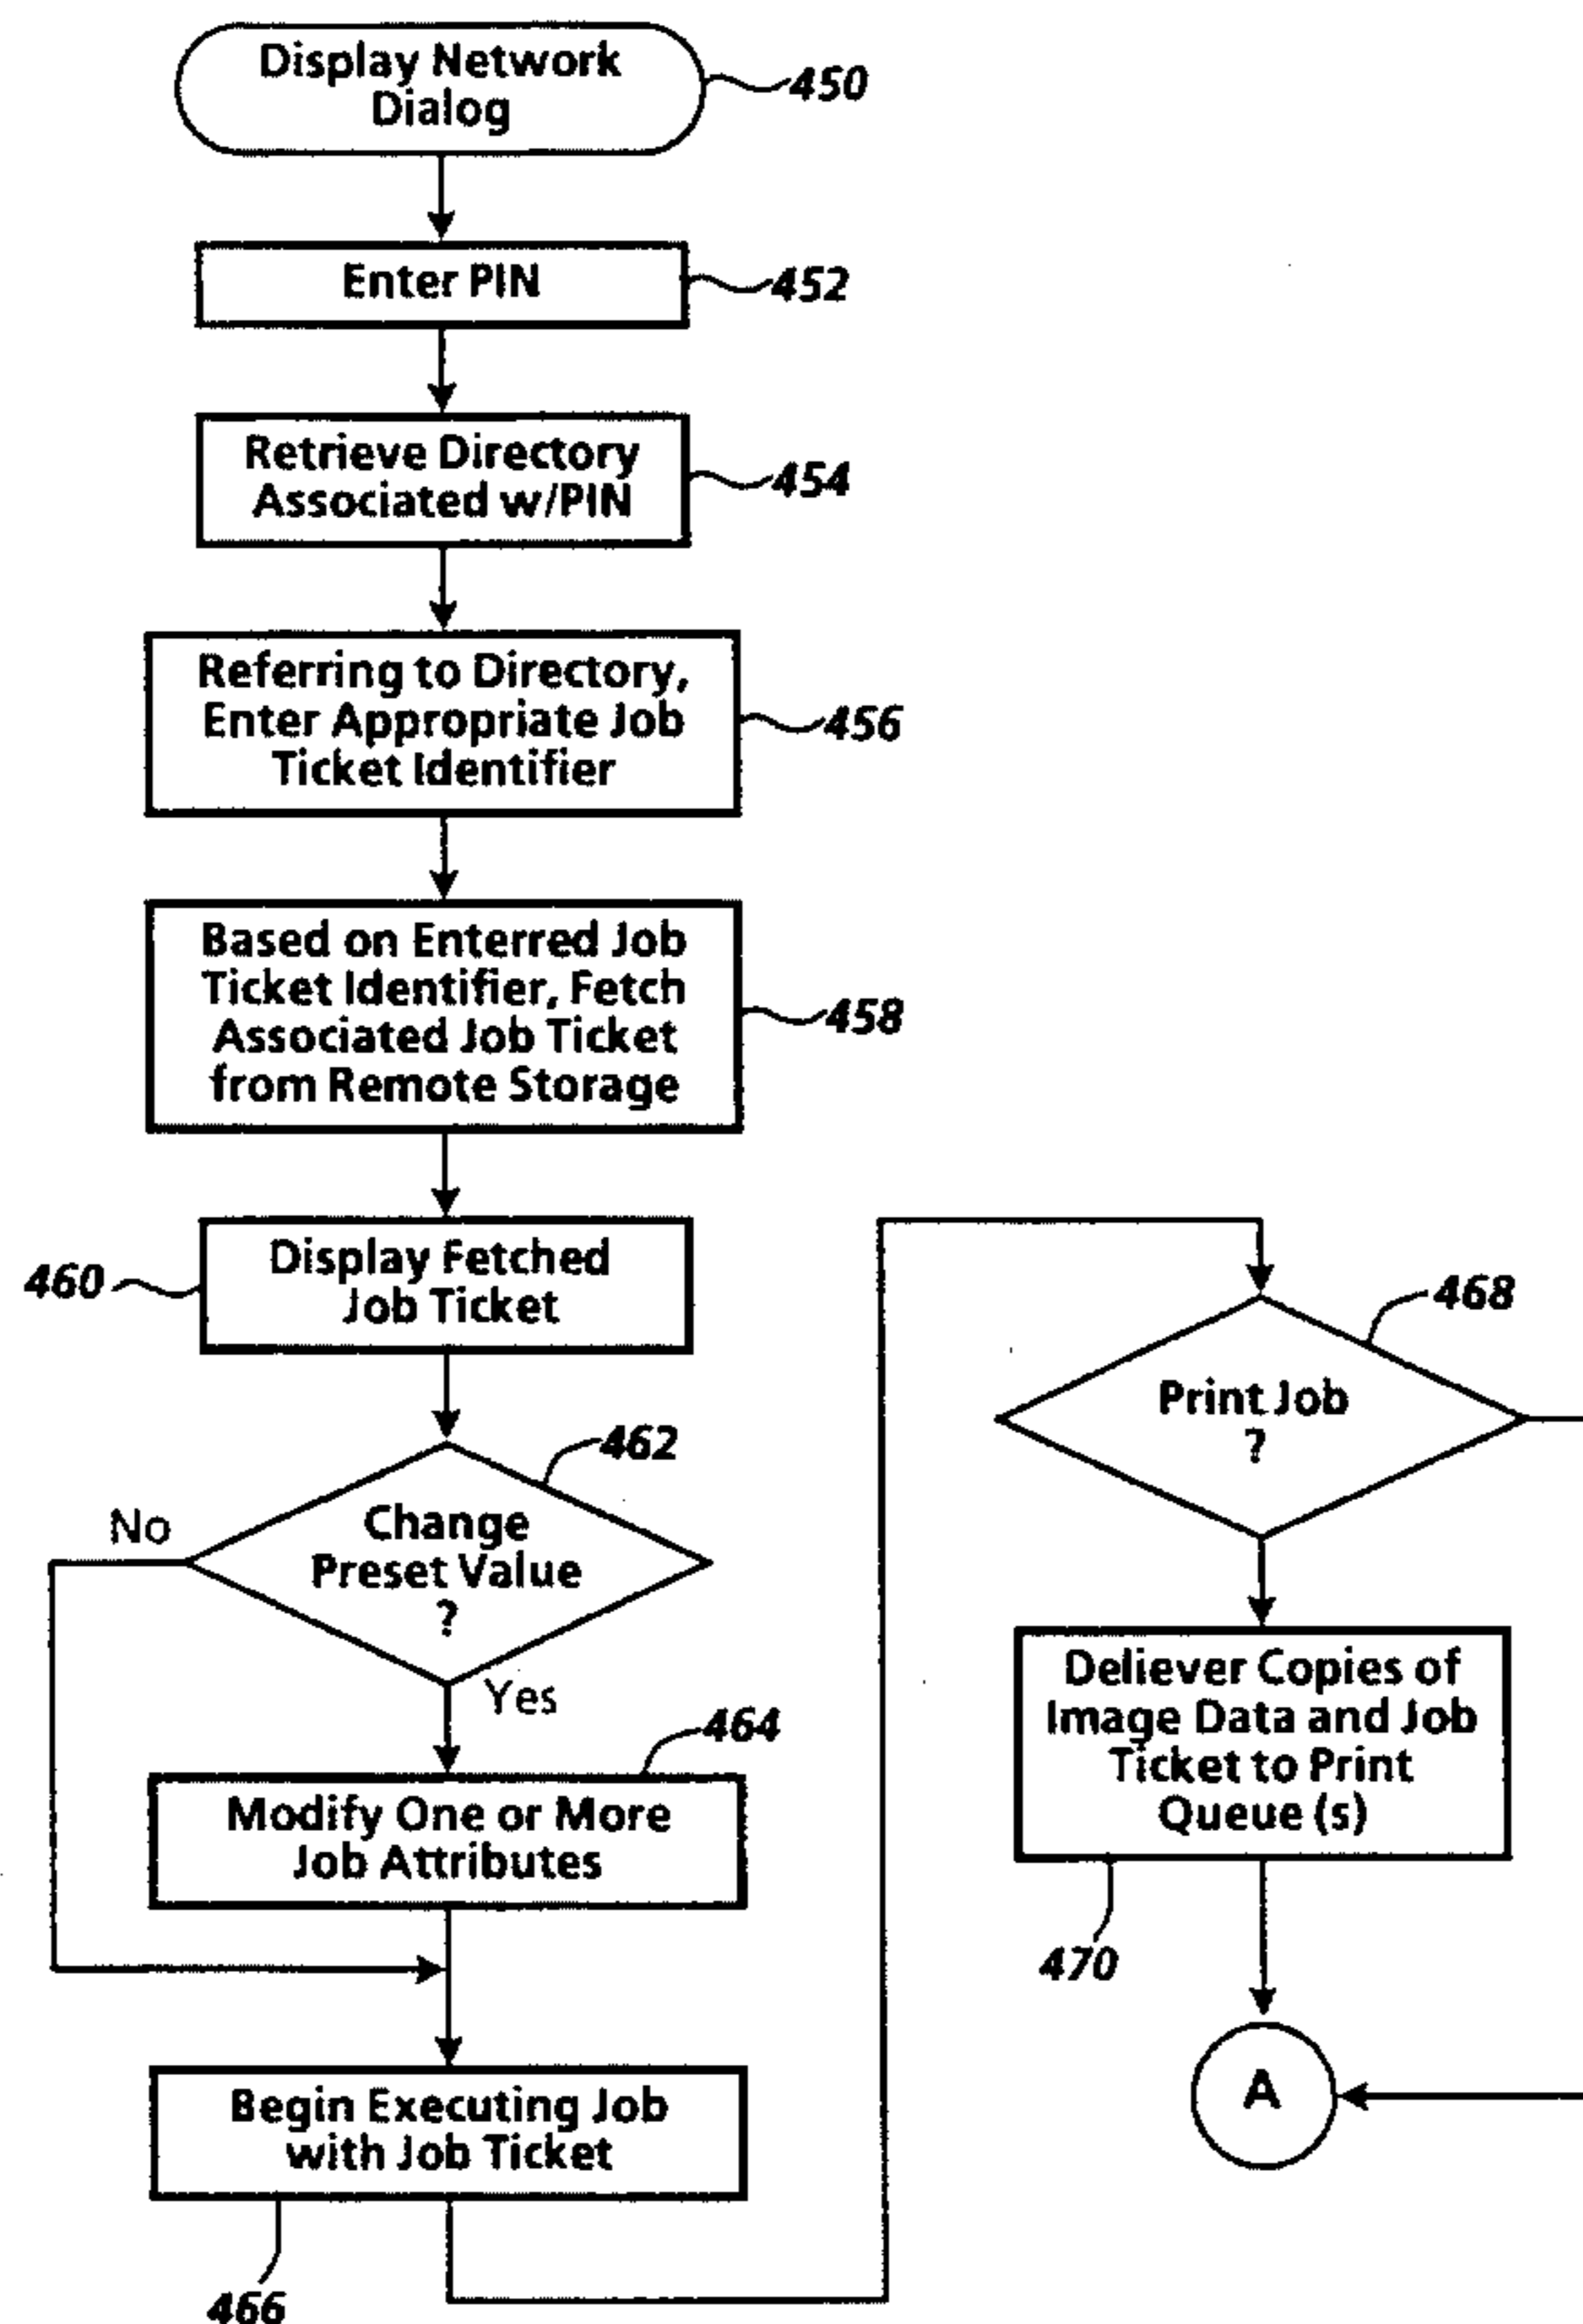 Display Network
Dialog
450
Enter PIN
452
Retrieve Directory
Associated w/PIN
454
Referring to Directory,
Enter Appropriate Job
Ticket Identifier
456
Based on Enterred Job
Ticket Identifier, Fetch
Associated Job Ticket
from Remote Storage
458
Display Fetched
Job Ticket
460
462
Change
Preset Value
?
No
Yes
464
Modify One or More
Job Attributes
Begin Executing Job
with Job Ticket
466
468
Print Job
?
Deliever Copies of
Image Data and Job
Ticket to Print
Queue (s)
470
A